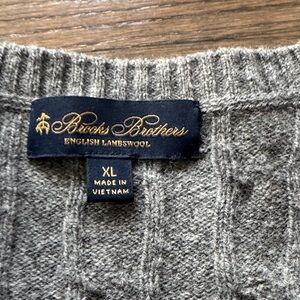 Brooks Brothers
ENGLISH LAMBSWOOL
XL
MADE IN
VIETNAM